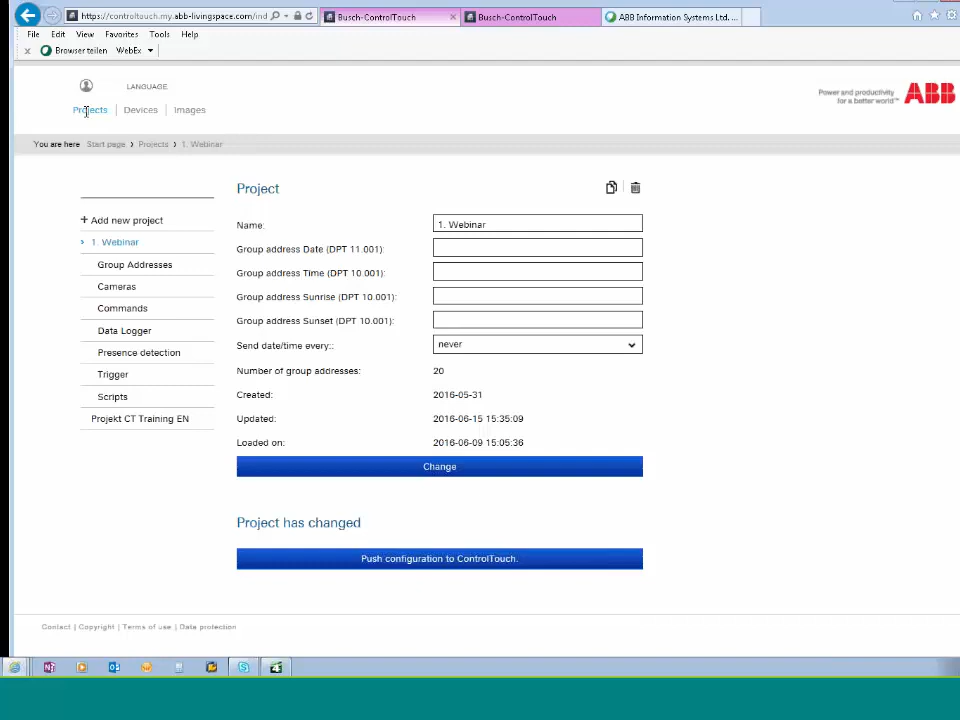 https://controltouch.my.abb-livingspace.com/ind
Busch-ControlTouch
Busch-ControlTouch
ABB Information Systems Ltd. ...
File Edit View Favorites Tools Help
x Browser teilen WebEx
LANGUAGE
Projects | Devices | Images
Power and productivity
for a better world™
ABB
You are here Start page > Projects > 1. Webinar
Project
+ Add new project
Name: 1. Webinar
> 1. Webinar
Group address Date (DPT 11.001):
Group Addresses
Group address Time (DPT 10.001):
Cameras
Group address Sunrise (DPT 10.001):
Commands
Group address Sunset (DPT 10.001):
Data Logger
Send date/time every:: never
Presence detection
Number of group addresses: 20
Trigger
Created: 2016-05-31
Scripts
Updated: 2016-06-15 15:35:09
Projekt CT Training EN
Loaded on: 2016-06-09 15:05:36
Change
Project has changed
Push configuration to ControlTouch.
Contact | Copyright | Terms of use | Data protection